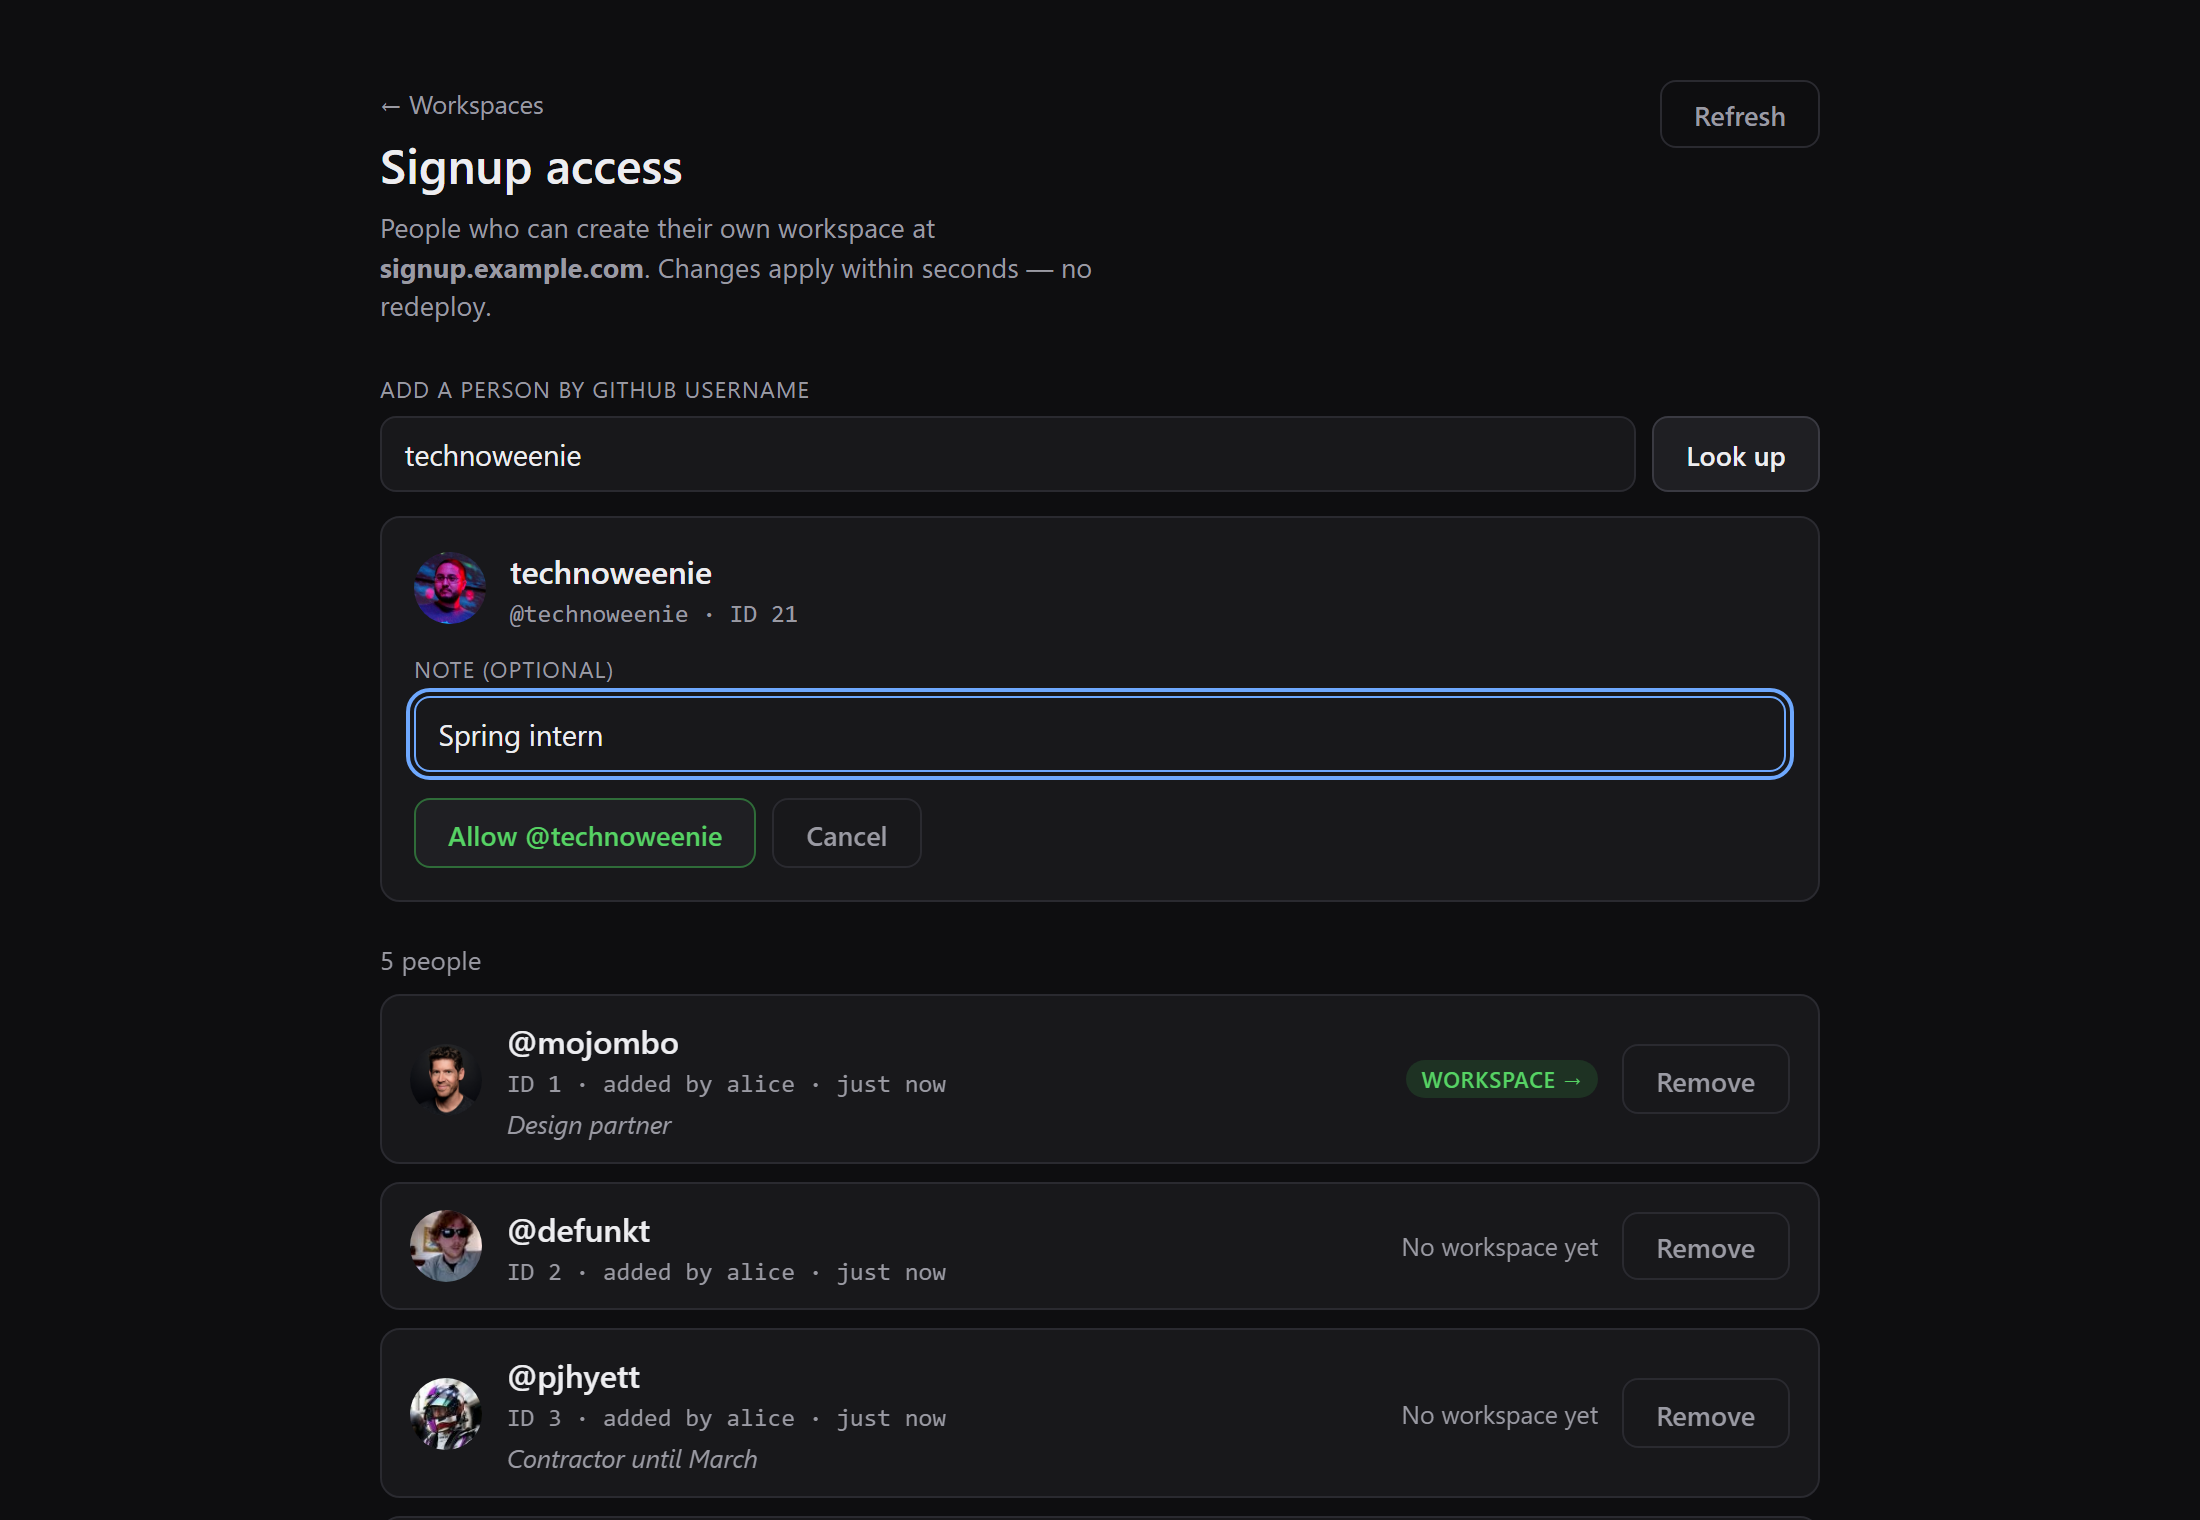 ← Workspaces
Refresh
Signup access
People who can create their own workspace at
signup.example.com. Changes apply within seconds — no
redeploy.
ADD A PERSON BY GITHUB USERNAME
technoweenie
Look up
technoweenie
@technoweenie · ID 21
NOTE (OPTIONAL)
Spring intern
Allow @technoweenie
Cancel
5 people
@mojombo
ID 1 · added by alice · just now
Design partner
WORKSPACE →
Remove
@defunkt
ID 2 · added by alice · just now
No workspace yet
Remove
@pjhyett
ID 3 · added by alice · just now
Contractor until March
No workspace yet
Remove